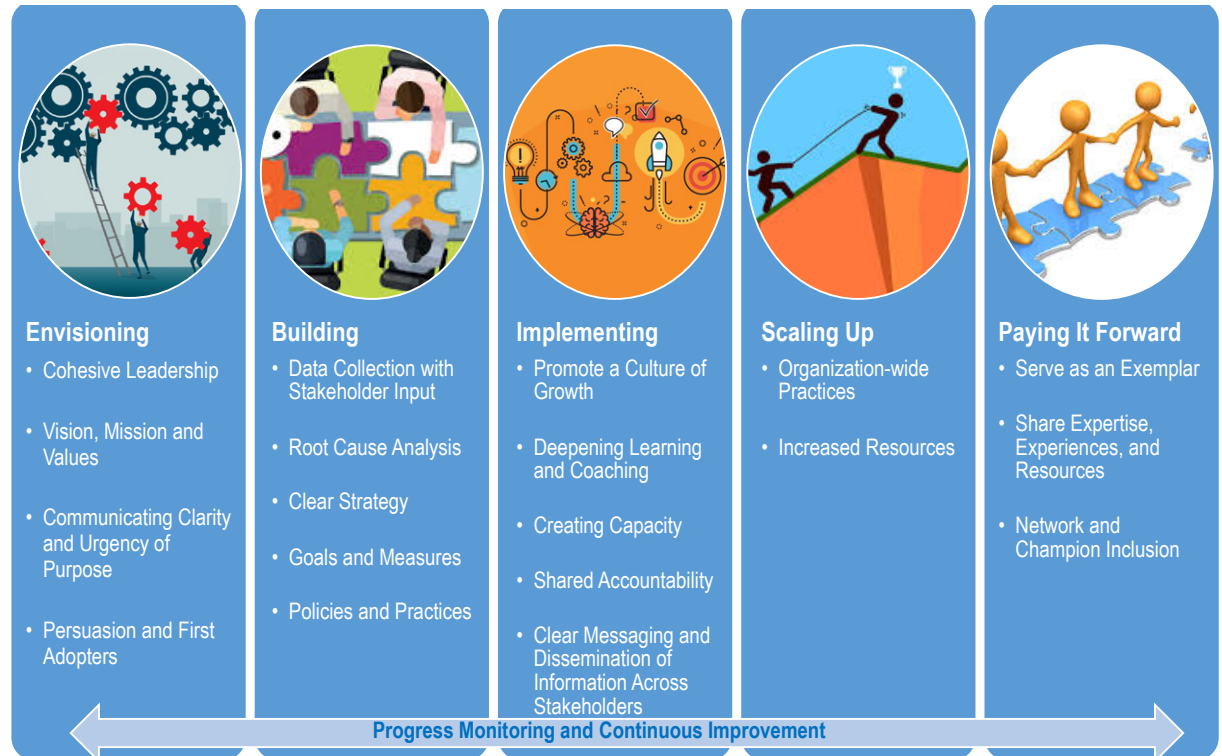 Envisioning
• Cohesive Leadership
• Vision, Mission and
Values
• Communicating Clarity
and Urgency of
Purpose
• Persuasion and First
Adopters
Building
• Data Collection with
Stakeholder Input
• Root Cause Analysis
• Clear Strategy
• Goals and Measures
• Policies and Practices
Implementing
• Promote a Culture of
Growth
• Deepening Learning
and Coaching
• Creating Capacity
• Shared Accountability
• Clear Messaging and
Dissemination of
Information Across
Stakeholders
Scaling Up
• Organization-wide
Practices
• Increased Resources
Paying It Forward
• Serve as an Exemplar
• Share Expertise,
Experiences, and
Resources
• Network and
Champion Inclusion
Progress Monitoring and Continuous Improvement